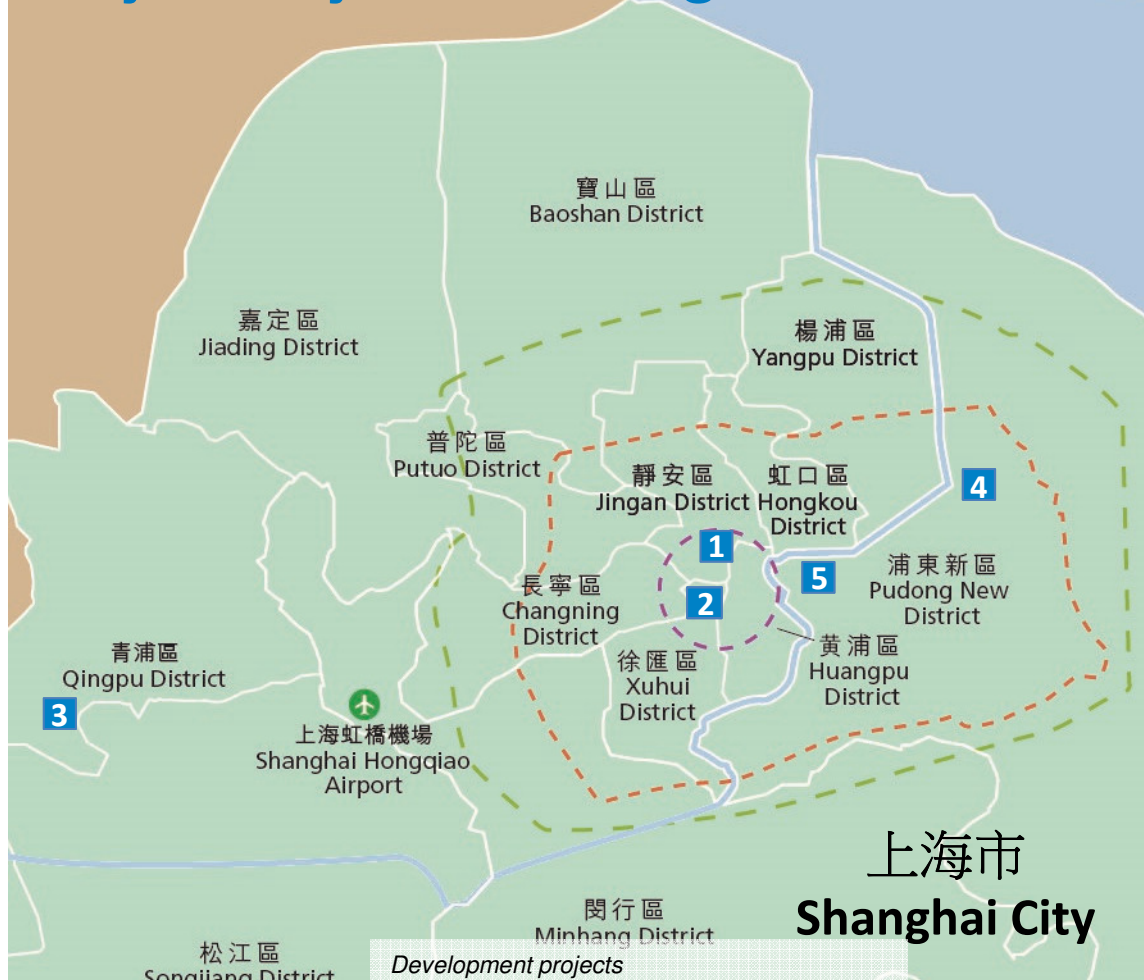 寶山區
Baoshan District
嘉定區
Jiading District
楊浦區
Yangpu District
普陀區
Putuo District
靜安區
Jingan District
虹口區
Hongkou
District
4
1
5
2
浦東新區
Pudong New
District
長寧區
Changning
District
黄浦區
Huangpu
District
徐匯區
Xuhui
District
青浦區
Qingpu District
3
上海虹橋機場
Shanghai Hongqiao
Airport
上海市
Shanghai City
閔行區
Minhang District
松江區
Songjiang District
Development projects